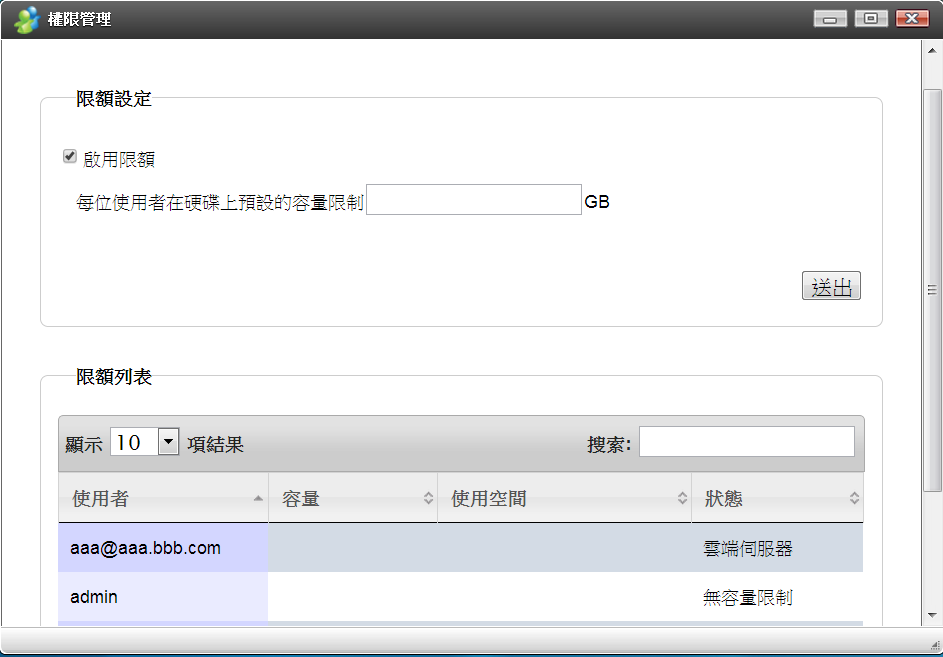 權限管理
限額設定
啟用限額
每位使用者在硬碟上預設的容量限制 GB
送出
限額列表
顯示 10 項結果 搜索:
使用者 容量 使用空間 狀態
aaa@aaa.bbb.com 雲端伺服器
admin 無容量限制